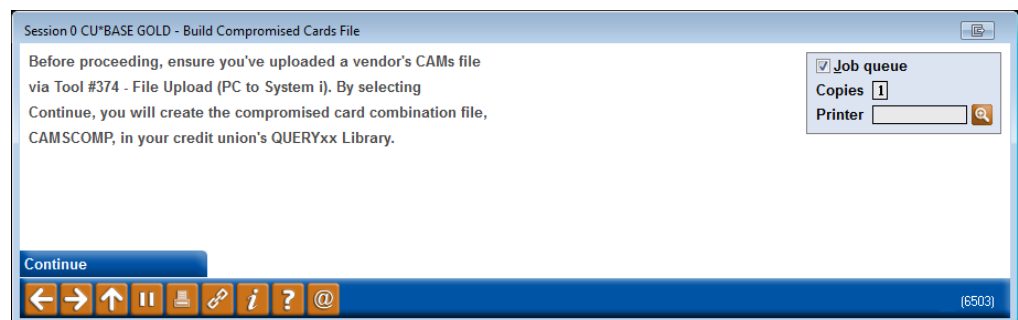 Session 0 CU*BASE GOLD - Build Compromised Cards File
Before proceeding, ensure you've uploaded a vendor's CAMs file
via Tool #374 - File Upload (PC to System i). By selecting
Continue, you will create the compromised card combination file,
CAMSCOMP, in your credit union's QUERYxx Library.
Job queue
Copies 1
Printer
Continue
i ? @
(6503)